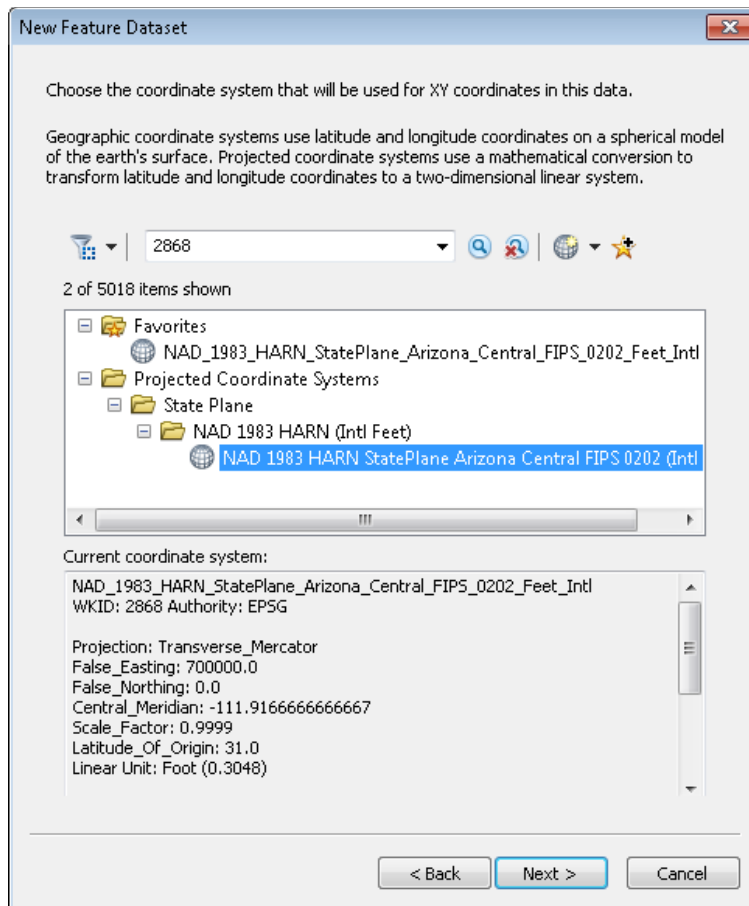 New Feature Dataset
Choose the coordinate system that will be used for XY coordinates in this data.
Geographic coordinate systems use latitude and longitude coordinates on a spherical model
of the earth's surface. Projected coordinate systems use a mathematical conversion to
transform latitude and longitude coordinates to a two-dimensional linear system.
2868
2 of 5018 items shown
Favorites
NAD_1983_HARN_StatePlane_Arizona_Central_FIPS_0202_Feet_Intl
Projected Coordinate Systems
State Plane
NAD 1983 HARN (Intl Feet)
NAD 1983 HARN StatePlane Arizona Central FIPS 0202 (Intl
Current coordinate system:
NAD_1983_HARN_StatePlane_Arizona_Central_FIPS_0202_Feet_Intl
WKID: 2868 Authority: EPSG
Projection: Transverse_Mercator
False_Easting: 700000.0
False_Northing: 0.0
Central_Meridian: -111.9166666666667
Scale_Factor: 0.9999
Latitude_Of_Origin: 31.0
Linear Unit: Foot (0.3048)
< Back Next > Cancel